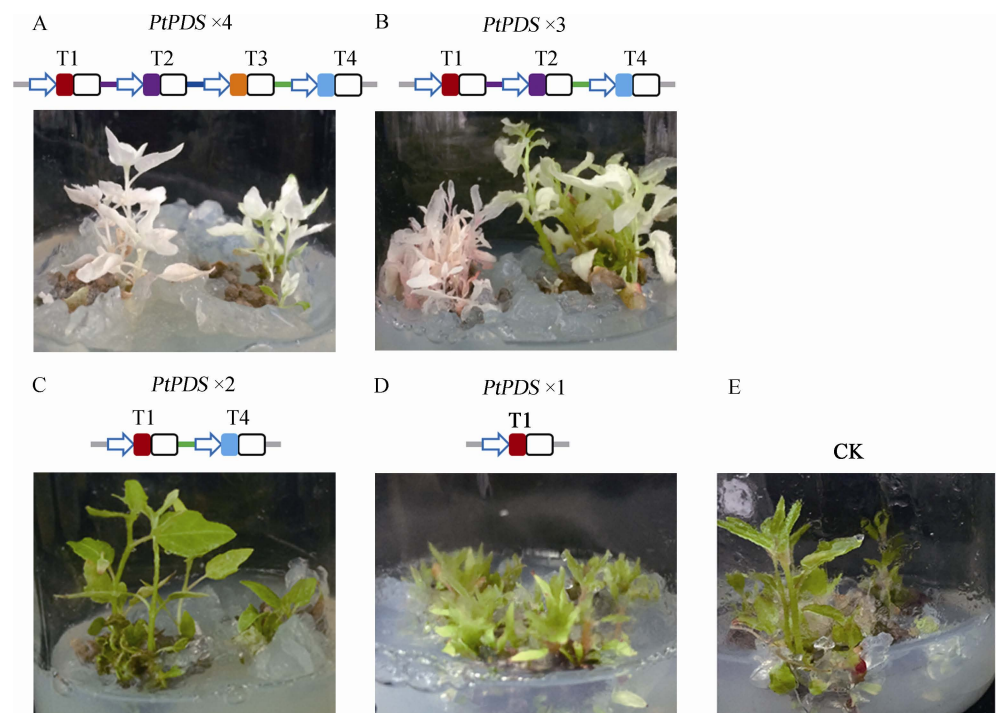 A PtPDS ×4
T1 T2 T3 T4
B PtPDS ×3
T1 T2 T4
C PtPDS ×2
T1 T4
D PtPDS ×1
T1
E
CK